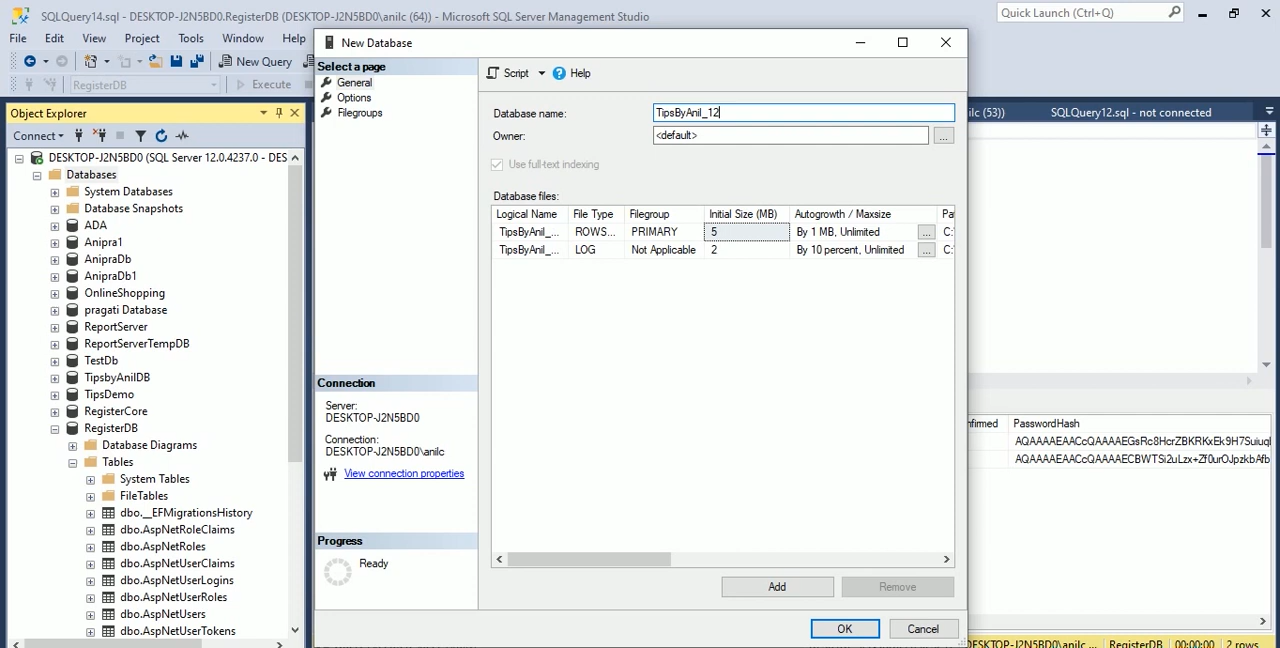 SQLQuery14.sql - DESKTOP-J2N5BD0.RegisterDB (DESKTOP-J2N5BD0\anilc (64)) - Microsoft SQL Server Management Studio
Quick Launch (Ctrl+Q)
File Edit View Project Tools Window Help
New Query
RegisterDB
Execute
Object Explorer
Connect
DESKTOP-J2N5BD0 (SQL Server 12.0.4237.0 - DES
Databases
System Databases
Database Snapshots
ADA
Anipra1
AnipraDb
AnipraDb1
OnlineShopping
pragati Database
ReportServer
ReportServerTempDB
TestDb
TipsbyAnilDB
TipsDemo
RegisterCore
RegisterDB
Database Diagrams
Tables
System Tables
FileTables
dbo.__EFMigrationsHistory
dbo.AspNetRoleClaims
dbo.AspNetRoles
dbo.AspNetUserClaims
dbo.AspNetUserLogins
dbo.AspNetUserRoles
dbo.AspNetUsers
dbo.AspNetUserTokens
New Database
Select a page
General
Options
Filegroups
Connection
Server:
DESKTOP-J2N5BD0
Connection:
DESKTOP-J2N5BD0\anilc
View connection properties
Progress
Ready
Script Help
Database name: TipsByAnil_12
Owner: <default> ...
Use full-text indexing
Database files:
Logical Name File Type Filegroup Initial Size (MB) Autogrowth / Maxsize Pa
TipsByAnil_... ROWS... PRIMARY 5 By 1 MB, Unlimited ... C:
TipsByAnil_... LOG Not Applicable 2 By 10 percent, Unlimited ... C:
Add Remove
OK Cancel
ilc (53)) SQLQuery12.sql - not connected
nfirmed PasswordHash
RegisterDB 00:00:00 2 rows